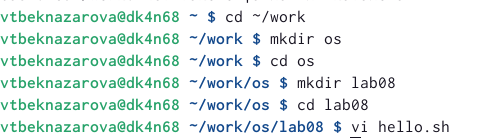 vtbeknazarova@dk4n68 ~ $ cd ~/work
vtbeknazarova@dk4n68 ~/work $ mkdir os
vtbeknazarova@dk4n68 ~/work $ cd os
vtbeknazarova@dk4n68 ~/work/os $ mkdir lab08
vtbeknazarova@dk4n68 ~/work/os $ cd lab08
vtbeknazarova@dk4n68 ~/work/os/lab08 $ vi hello.sh